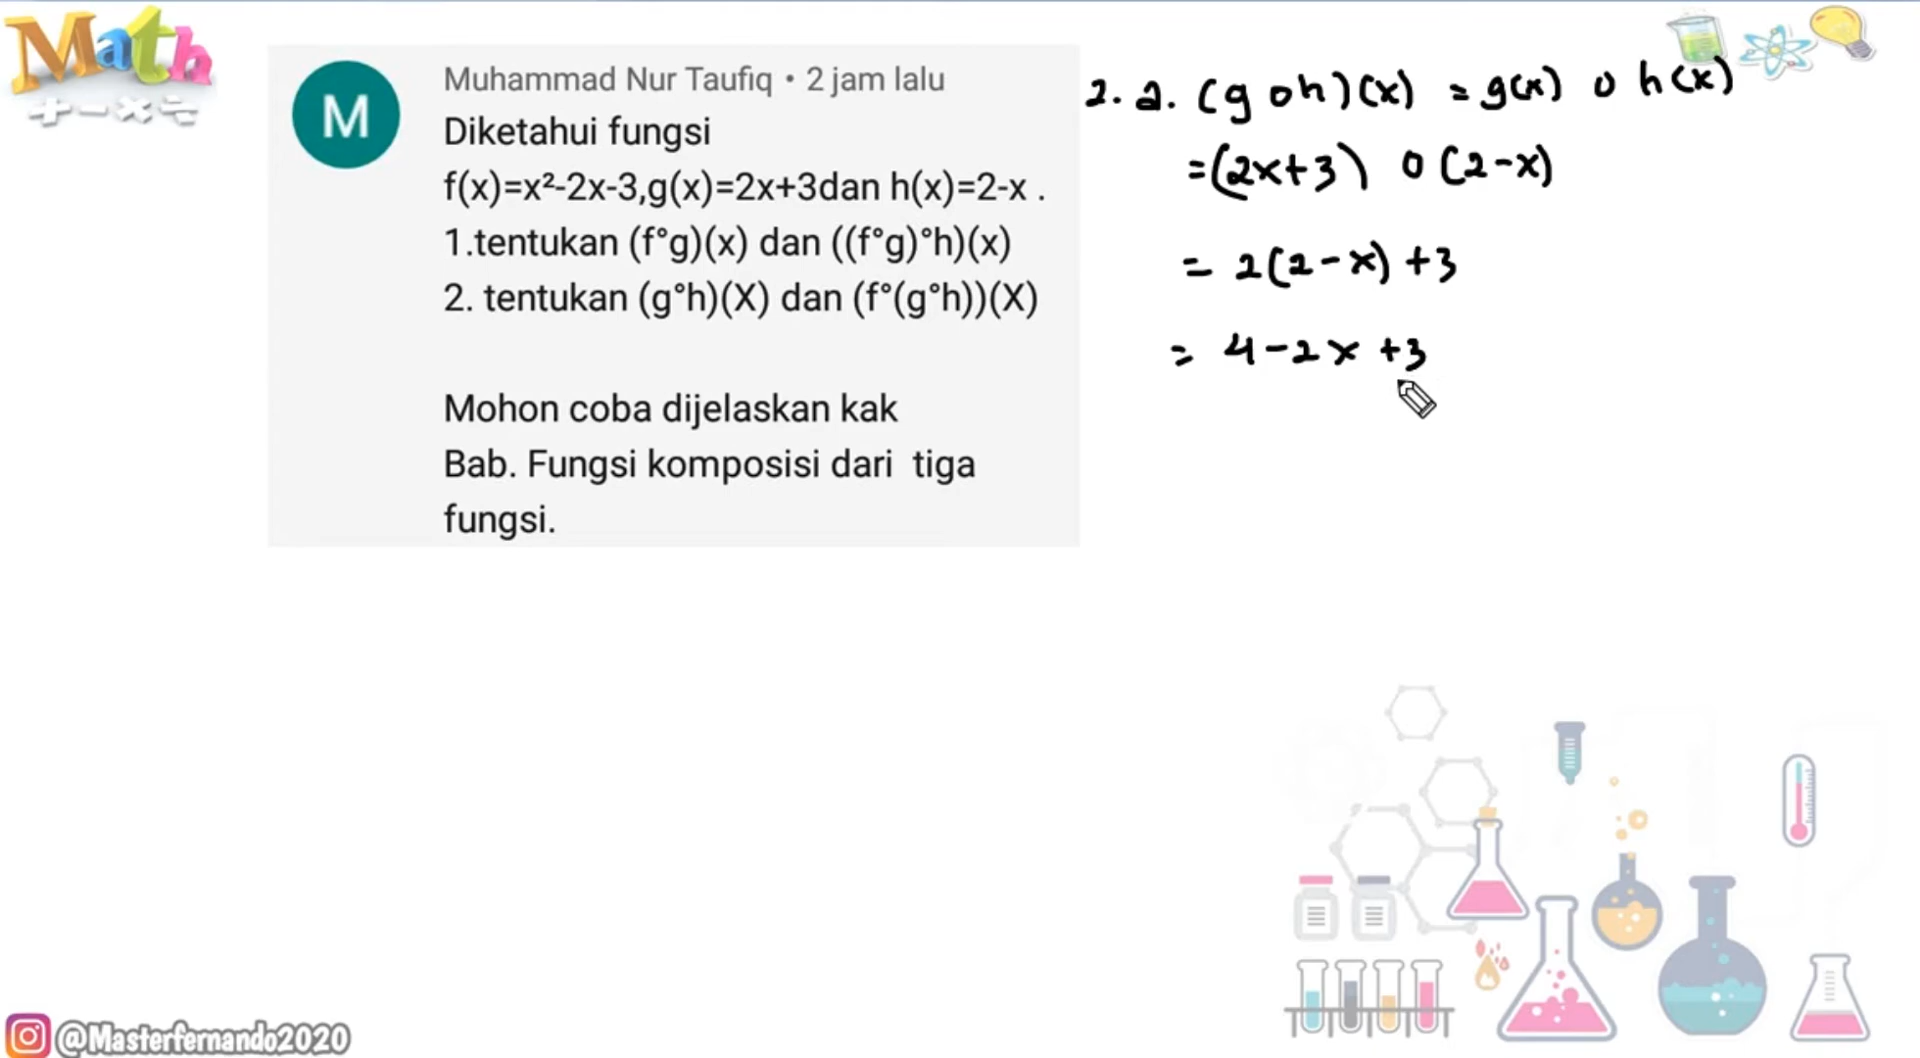 Math
+ - × ÷
M
Muhammad Nur Taufiq • 2 jam lalu
Diketahui fungsi
f(x)=x²-2x-3,g(x)=2x+3dan h(x)=2-x .
1.tentukan (f°g)(x) dan ((f°g)°h)(x)
2. tentukan (g°h)(X) dan (f°(g°h))(X)
Mohon coba dijelaskan kak
Bab. Fungsi komposisi dari  tiga
fungsi.
2. a. (g o h)(x) = g(x) o h(x)
=(2x+3) o (2-x)
= 2(2-x)+3
= 4-2x+3
@Masterfernando2020